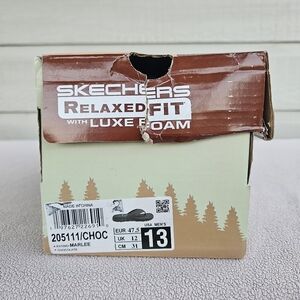 SKECHERS
RELAXED FIT
WITH LUXE FOAM
MADE IN CHINA
205111/CHOC
MARLEE
EUR 47.5
UK 12
CM 31
USA MEN'S
13